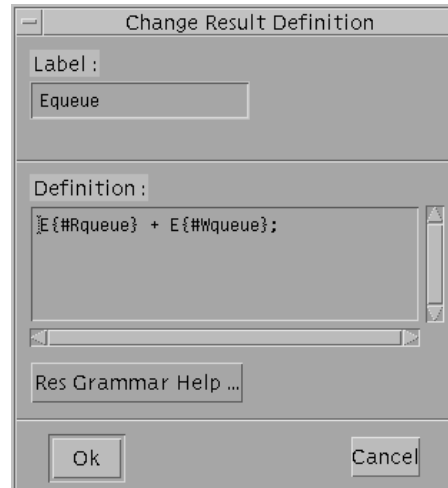 Change Result Definition
Label :
Equeue
Definition :
E{#Rqueue} + E{#Wqueue};
Res Grammar Help ...
Ok
Cancel